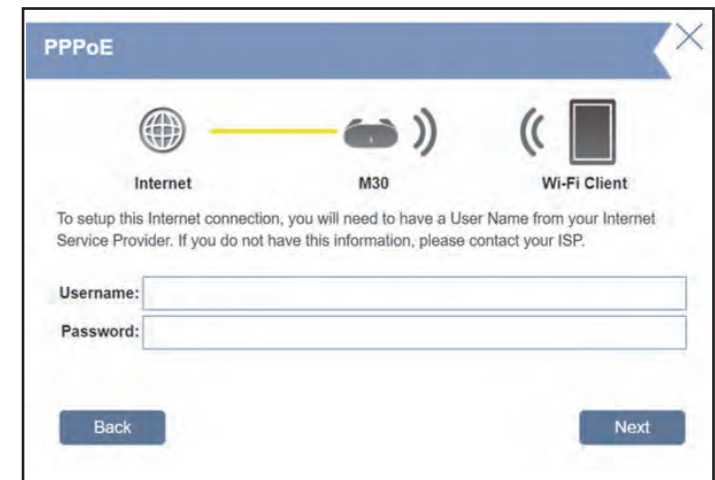 PPPoE
Internet M30 Wi-Fi Client
To setup this Internet connection, you will need to have a User Name from your Internet
Service Provider. If you do not have this information, please contact your ISP.
Username:
Password:
Back Next